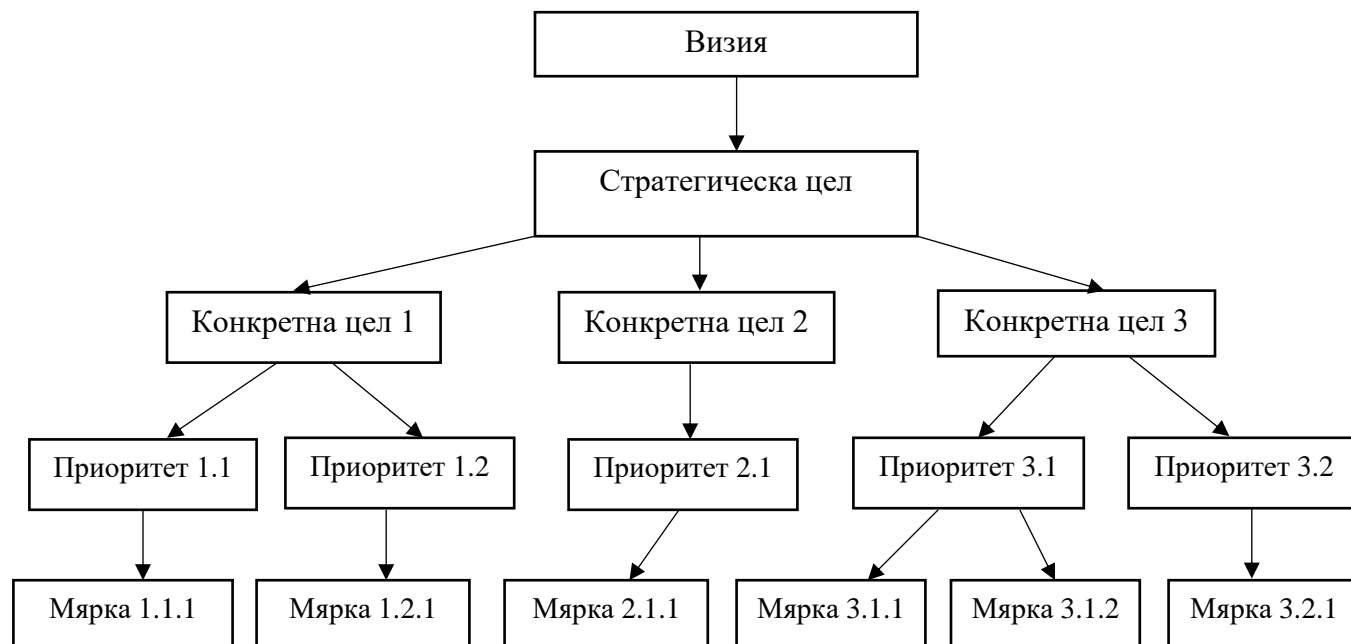 Визия
Стратегическа цел
Конкретна цел 1
Конкретна цел 2
Конкретна цел 3
Приоритет 1.1
Приоритет 1.2
Приоритет 2.1
Приоритет 3.1
Приоритет 3.2
Мярка 1.1.1
Мярка 1.2.1
Мярка 2.1.1
Мярка 3.1.1
Мярка 3.1.2
Мярка 3.2.1